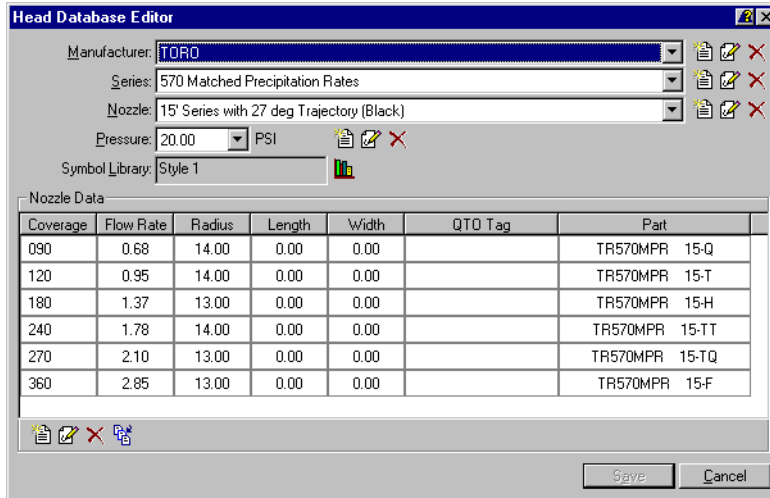 Head Database Editor
Manufacturer: TORO
Series: 570 Matched Precipitation Rates
Nozzle: 15' Series with 27 deg Trajectory (Black)
Pressure: 20.00 PSI
Symbol Library: Style 1
Nozzle Data
Coverage Flow Rate Radius Length Width QTO Tag Part
090 0.68 14.00 0.00 0.00 TR570MPR 15-Q
120 0.95 14.00 0.00 0.00 TR570MPR 15-T
180 1.37 13.00 0.00 0.00 TR570MPR 15-H
240 1.78 14.00 0.00 0.00 TR570MPR 15-TT
270 2.10 13.00 0.00 0.00 TR570MPR 15-TQ
360 2.85 13.00 0.00 0.00 TR570MPR 15-F
Save Cancel